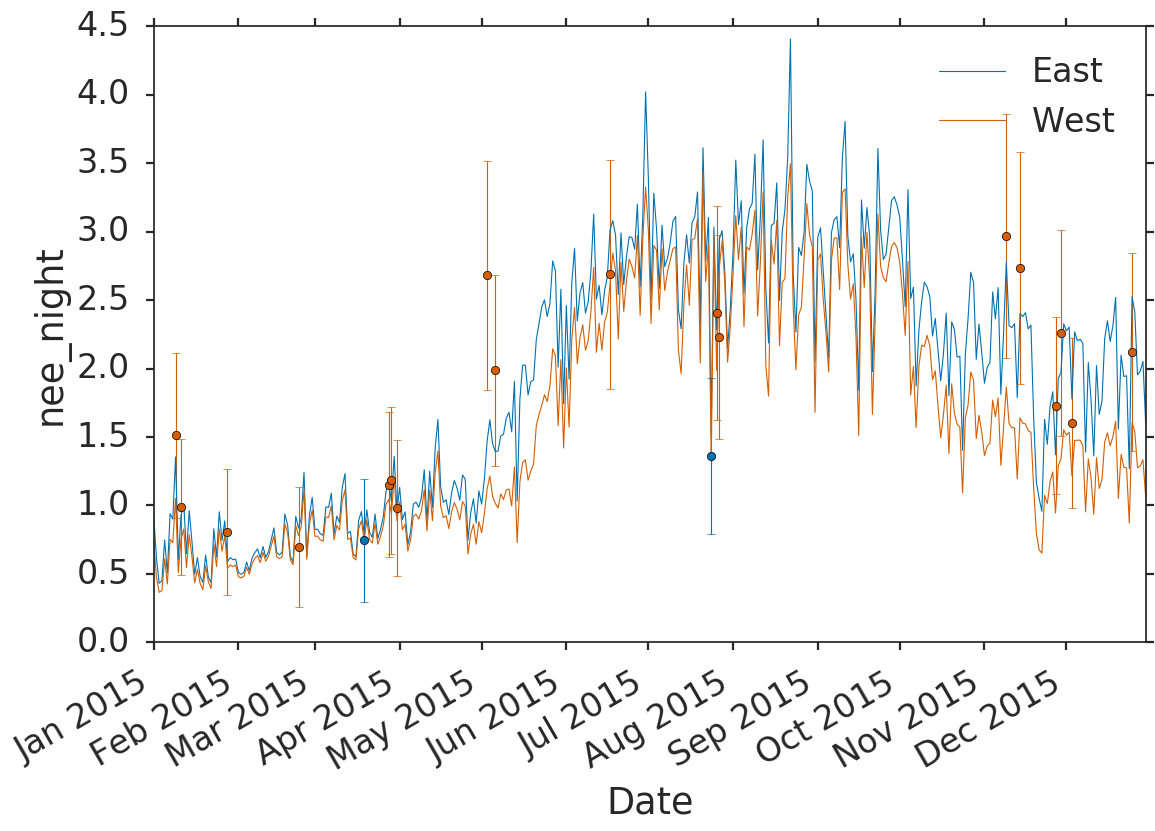 4.5
4.0
3.5
3.0
2.5
2.0
1.5
1.0
0.5
0.0
nee_night
East
West
Jan 2015
Feb 2015
Mar 2015
Apr 2015
May 2015
Jun 2015
Jul 2015
Aug 2015
Sep 2015
Oct 2015
Nov 2015
Dec 2015
Date